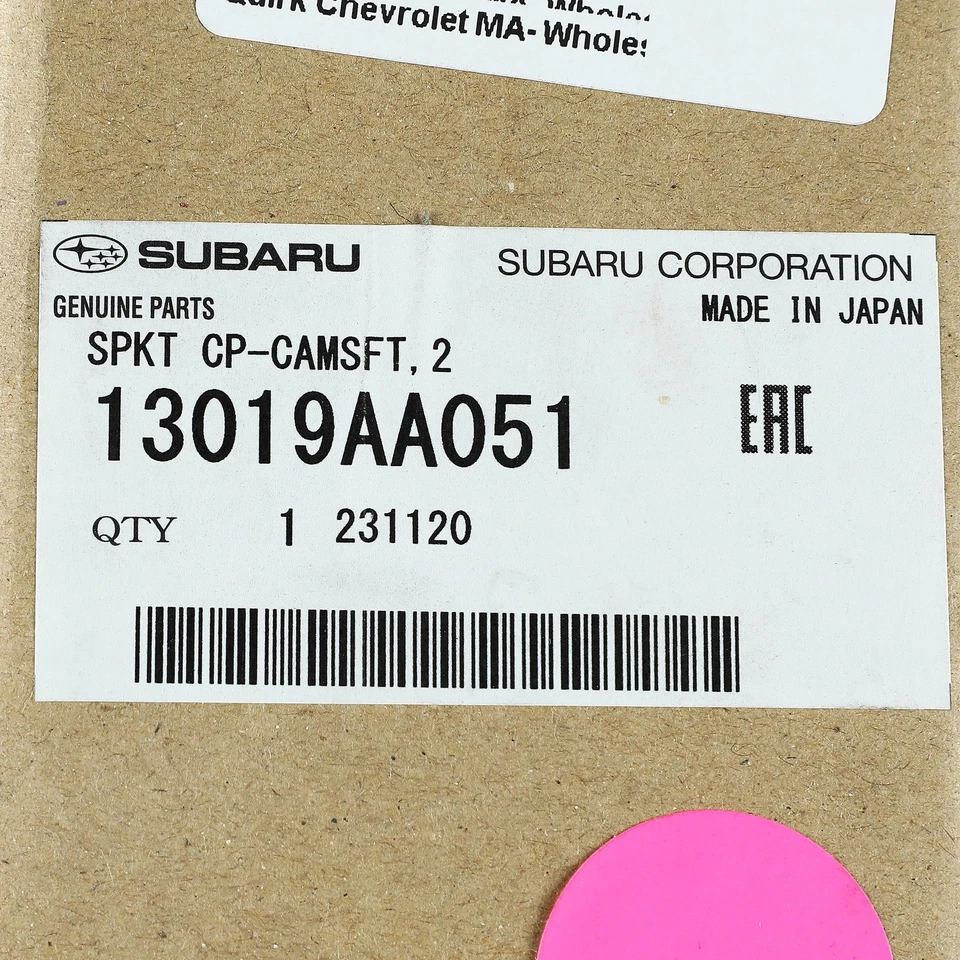 Quirk Chevrolet MA- Wholes
SUBARU
SUBARU CORPORATION
GENUINE PARTS
MADE IN JAPAN
SPKT CP-CAMSFT, 2
13019AA051
EAC
QTY 1 231120